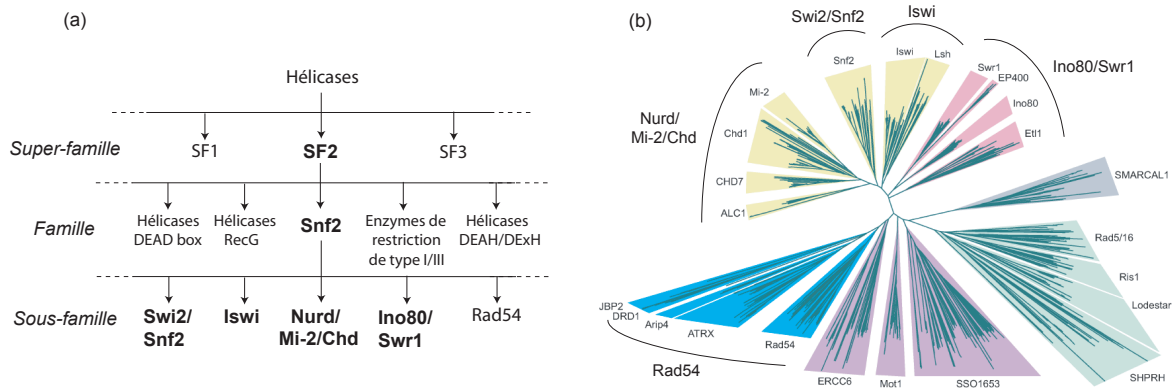 (a)
Hélicases
Super-famille
SF1
SF2
SF3
Famille
Hélicases
DEAD box
Hélicases
RecG
Snf2
Enzymes de
restriction
de type I/III
Hélicases
DEAH/DExH
Sous-famille
Swi2/
Snf2
Iswi
Nurd/
Mi-2/Chd
Ino80/
Swr1
Rad54
(b)
Swi2/Snf2
Iswi
Ino80/Swr1
Nurd/
Mi-2/Chd
Rad54
Snf2
Iswi
Lsh
Swr1
EP400
Ino80
Etl1
SMARCAL1
Rad5/16
Ris1
Lodestar
SHPRH
SSO1653
Mot1
ERCC6
Rad54
ATRX
Arip4
DRD1
JBP2
ALC1
CHD7
Chd1
Mi-2